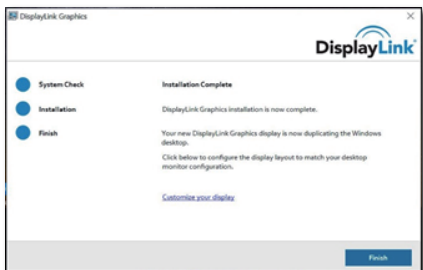 DisplayLink Graphics
DisplayLink
System Check
Installation Complete
Installation
DisplayLink Graphics installation is now complete.
Finish
Your new DisplayLink Graphics display is now duplicating the Windows
desktop.
Click below to configure the display layout to match your desktop
monitor configuration.
Customize your display
Finish